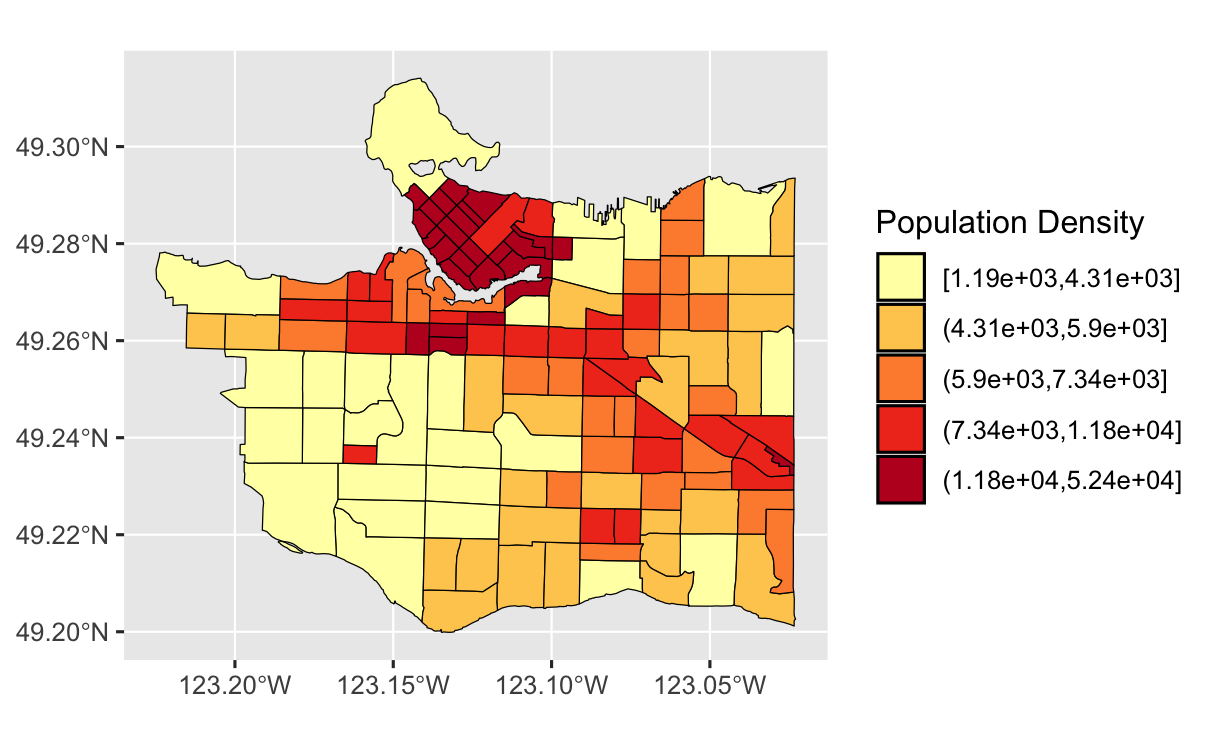 49.30°N
49.28°N
49.26°N
49.24°N
49.22°N
49.20°N
123.20°W 123.15°W 123.10°W 123.05°W
Population Density
[1.19e+03,4.31e+03]
(4.31e+03,5.9e+03]
(5.9e+03,7.34e+03]
(7.34e+03,1.18e+04]
(1.18e+04,5.24e+04]